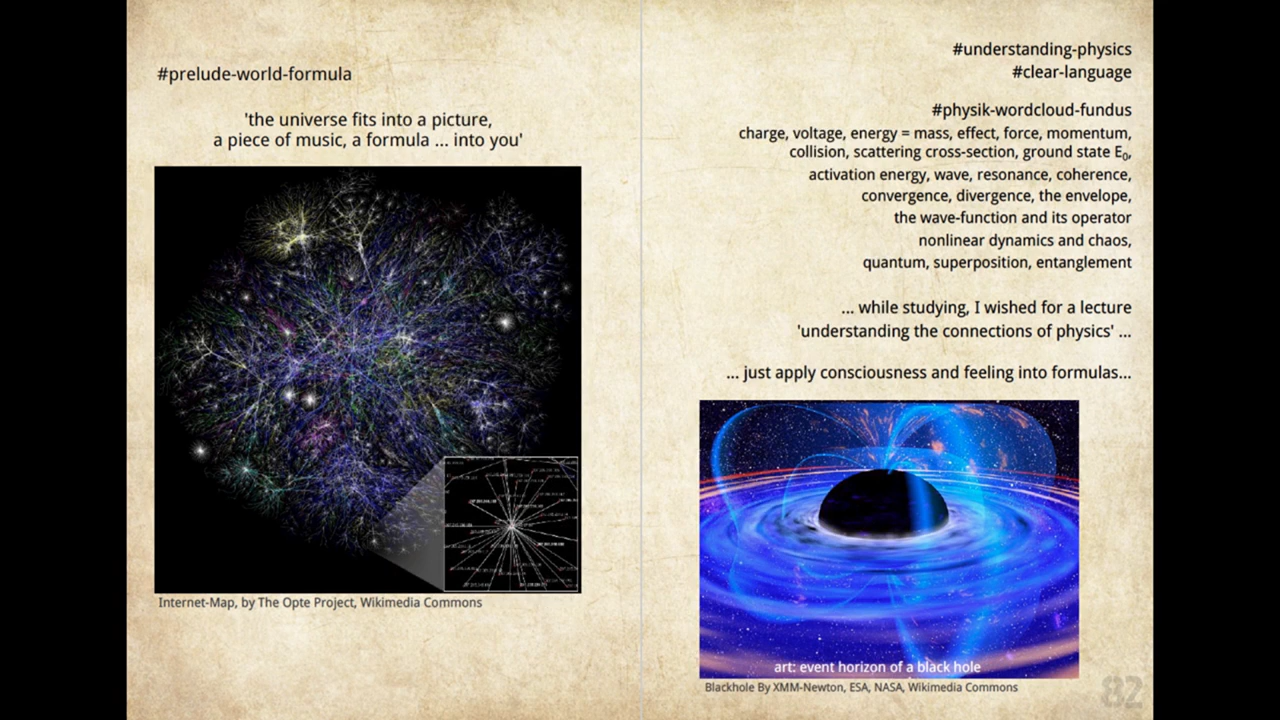 #prelude-world-formula
'the universe fits into a picture,
a piece of music, a formula ... into you'
Internet-Map, by The Opte Project, Wikimedia Commons
#understanding-physics
#clear-language
#physik-wordcloud-fundus
charge, voltage, energy = mass, effect, force, momentum,
collision, scattering cross-section, ground state E₀,
activation energy, wave, resonance, coherence,
convergence, divergence, the envelope,
the wave-function and its operator
nonlinear dynamics and chaos,
quantum, superposition, entanglement
... while studying, I wished for a lecture
'understanding the connections of physics' ...
... just apply consciousness and feeling into formulas...
art: event horizon of a black hole
Blackhole By XMM-Newton, ESA, NASA, Wikimedia Commons
82